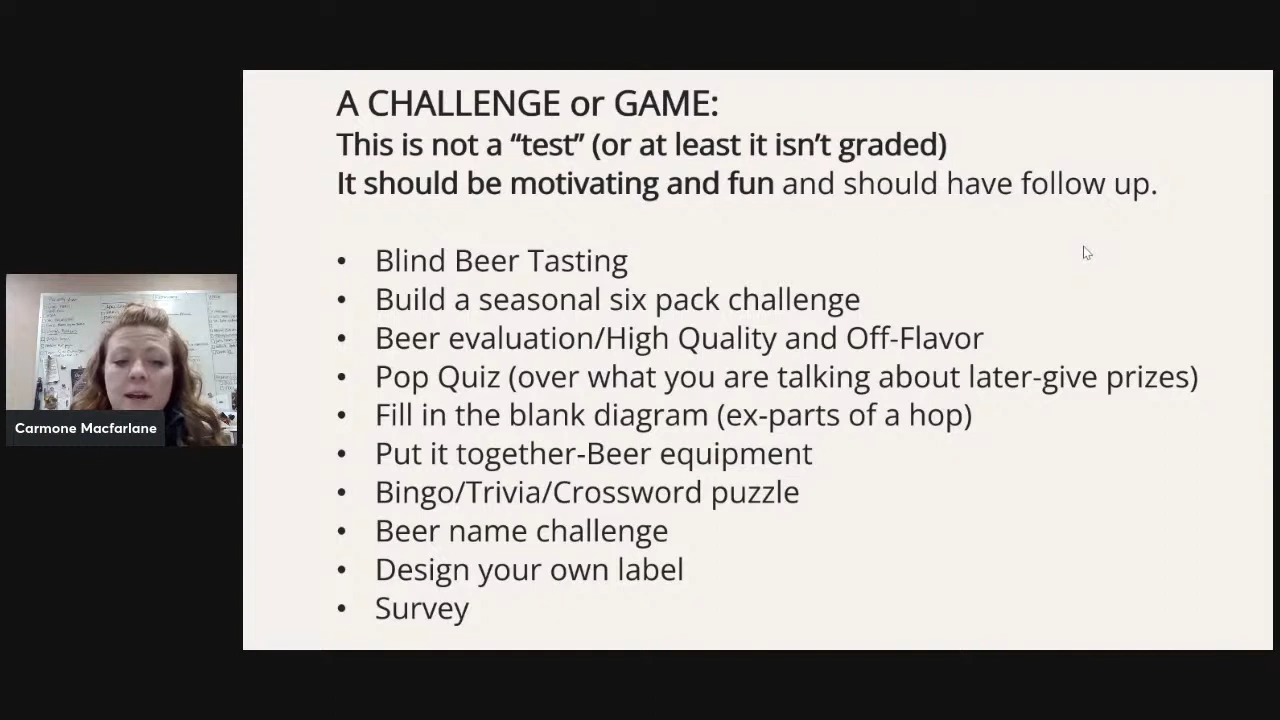 A CHALLENGE or GAME:
This is not a “test” (or at least it isn’t graded)
It should be motivating and fun and should have follow up.
• Blind Beer Tasting
• Build a seasonal six pack challenge
• Beer evaluation/High Quality and Off-Flavor
• Pop Quiz (over what you are talking about later-give prizes)
• Fill in the blank diagram (ex-parts of a hop)
• Put it together-Beer equipment
• Bingo/Trivia/Crossword puzzle
• Beer name challenge
• Design your own label
• Survey
Carmone Macfarlane